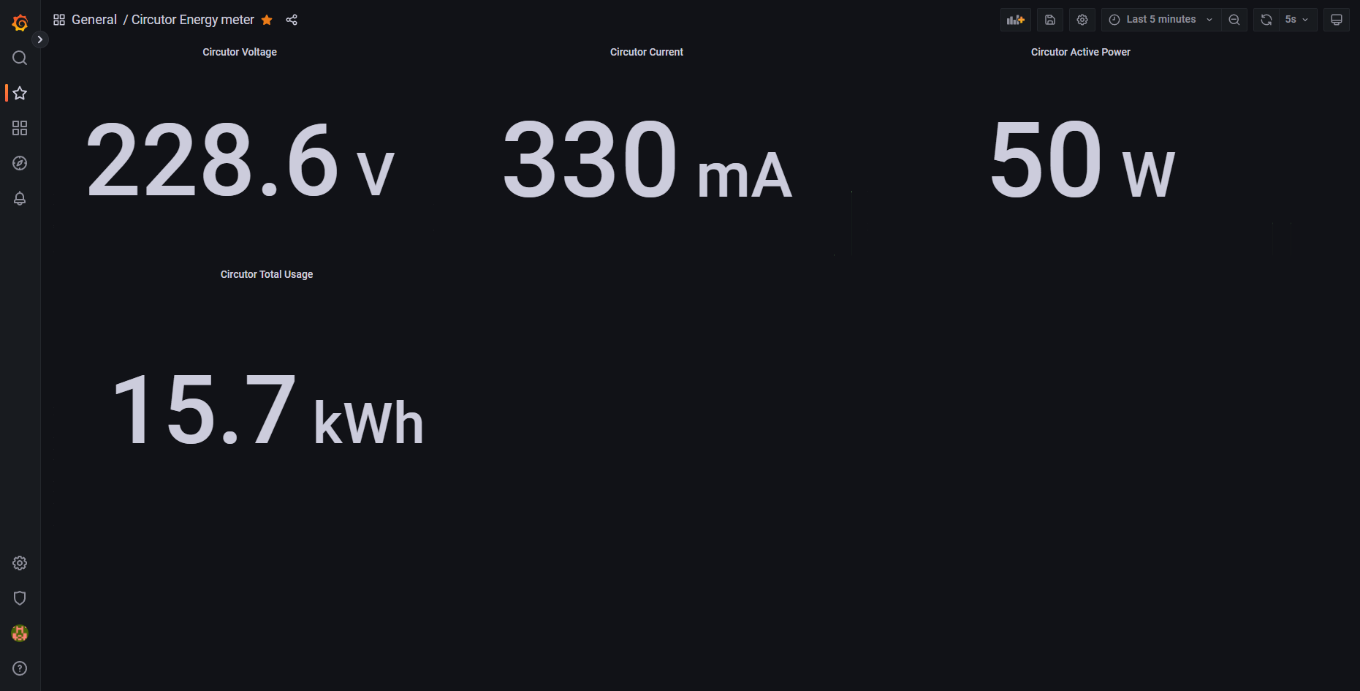 General / Circutor Energy meter
Last 5 minutes
5s
Circutor Voltage
228.6 V
Circutor Current
330 mA
Circutor Active Power
50 W
Circutor Total Usage
15.7 kWh